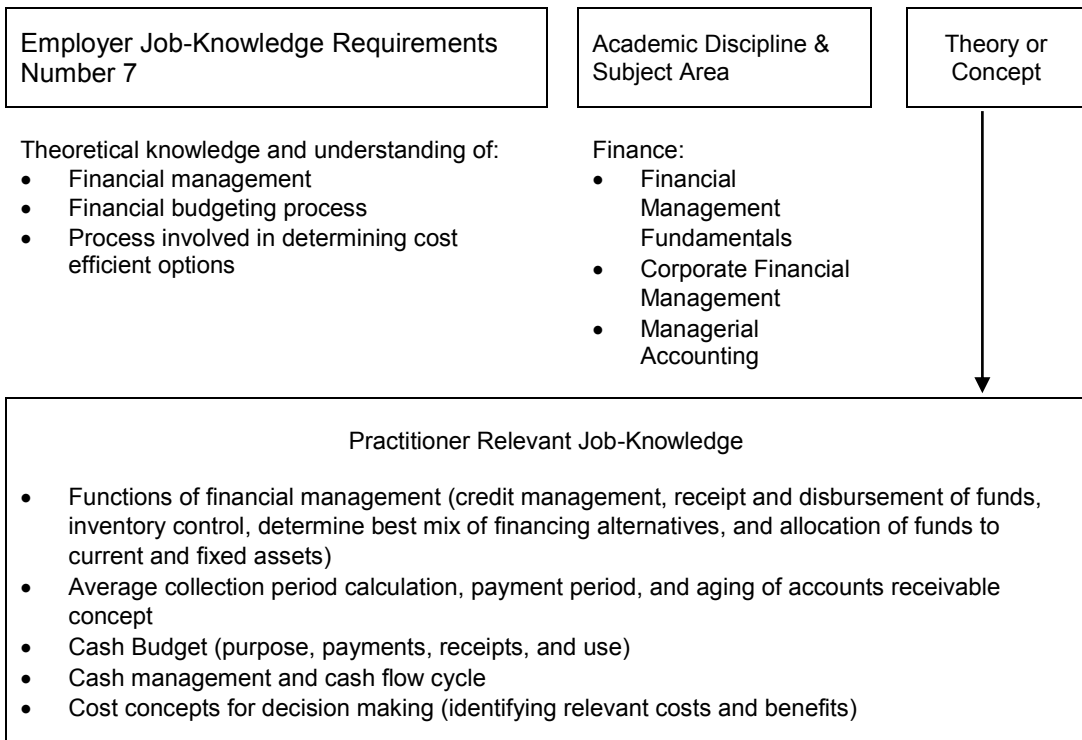 Employer Job-Knowledge Requirements
Number 7
Academic Discipline &
Subject Area
Theory or
Concept
Theoretical knowledge and understanding of:
• Financial management
• Financial budgeting process
• Process involved in determining cost
efficient options
Finance:
• Financial
Management
Fundamentals
• Corporate Financial
Management
• Managerial
Accounting
Practitioner Relevant Job-Knowledge
• Functions of financial management (credit management, receipt and disbursement of funds,
inventory control, determine best mix of financing alternatives, and allocation of funds to
current and fixed assets)
• Average collection period calculation, payment period, and aging of accounts receivable
concept
• Cash Budget (purpose, payments, receipts, and use)
• Cash management and cash flow cycle
• Cost concepts for decision making (identifying relevant costs and benefits)